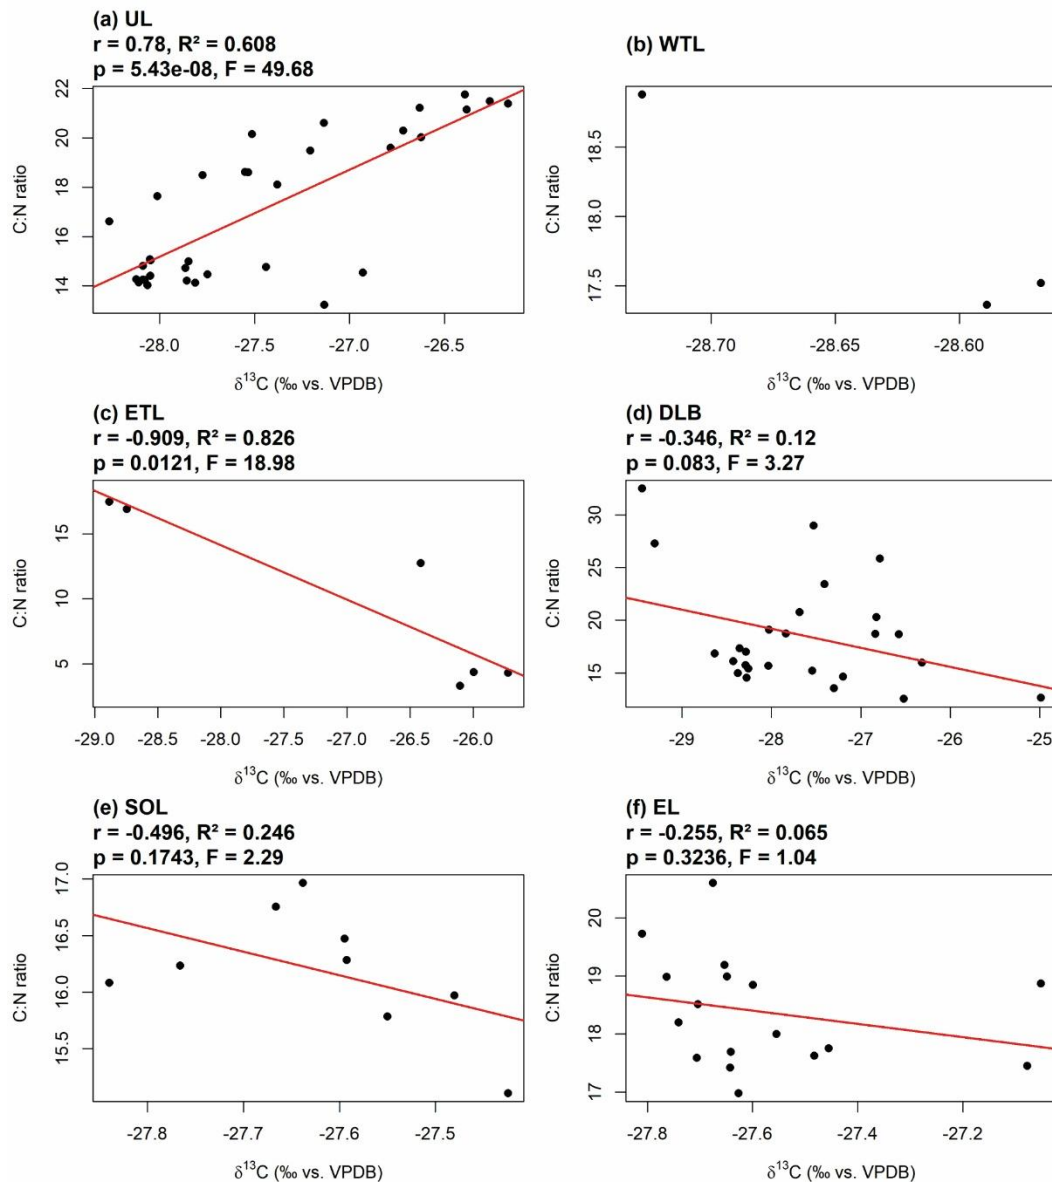 (a) UL
r = 0.78, R² = 0.608
p = 5.43e-08, F = 49.68
C:N ratio
22
20
18
16
14
-28.0 -27.5 -27.0 -26.5
δ¹³C (‰ vs. VPDB)
(b) WTL
C:N ratio
18.5
18.0
17.5
-28.70 -28.65 -28.60
δ¹³C (‰ vs. VPDB)
(c) ETL
r = -0.909, R² = 0.826
p = 0.0121, F = 18.98
C:N ratio
15
10
5
-29.0 -28.5 -28.0 -27.5 -27.0 -26.5 -26.0
δ¹³C (‰ vs. VPDB)
(d) DLB
r = -0.346, R² = 0.12
p = 0.083, F = 3.27
C:N ratio
30
25
20
15
-29 -28 -27 -26 -25
δ¹³C (‰ vs. VPDB)
(e) SOL
r = -0.496, R² = 0.246
p = 0.1743, F = 2.29
C:N ratio
17.0
16.5
16.0
15.5
-27.8 -27.7 -27.6 -27.5
δ¹³C (‰ vs. VPDB)
(f) EL
r = -0.255, R² = 0.065
p = 0.3236, F = 1.04
C:N ratio
20
19
18
17
-27.8 -27.6 -27.4 -27.2
δ¹³C (‰ vs. VPDB)